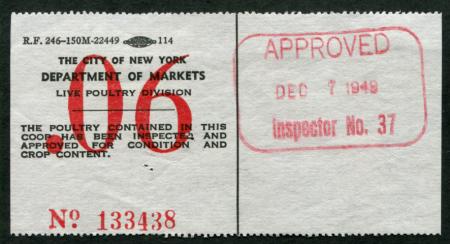 R.F. 246-150M-22449 114
THE CITY OF NEW YORK
DEPARTMENT OF MARKETS
LIVE POULTRY DIVISION
.06
THE POULTRY CONTAINED IN THIS
COOP HAS BEEN INSPECTED AND
APPROVED FOR CONDITION AND
CROP CONTENT.
No 133438
APPROVED
DEC 7 1949
Inspector No. 37